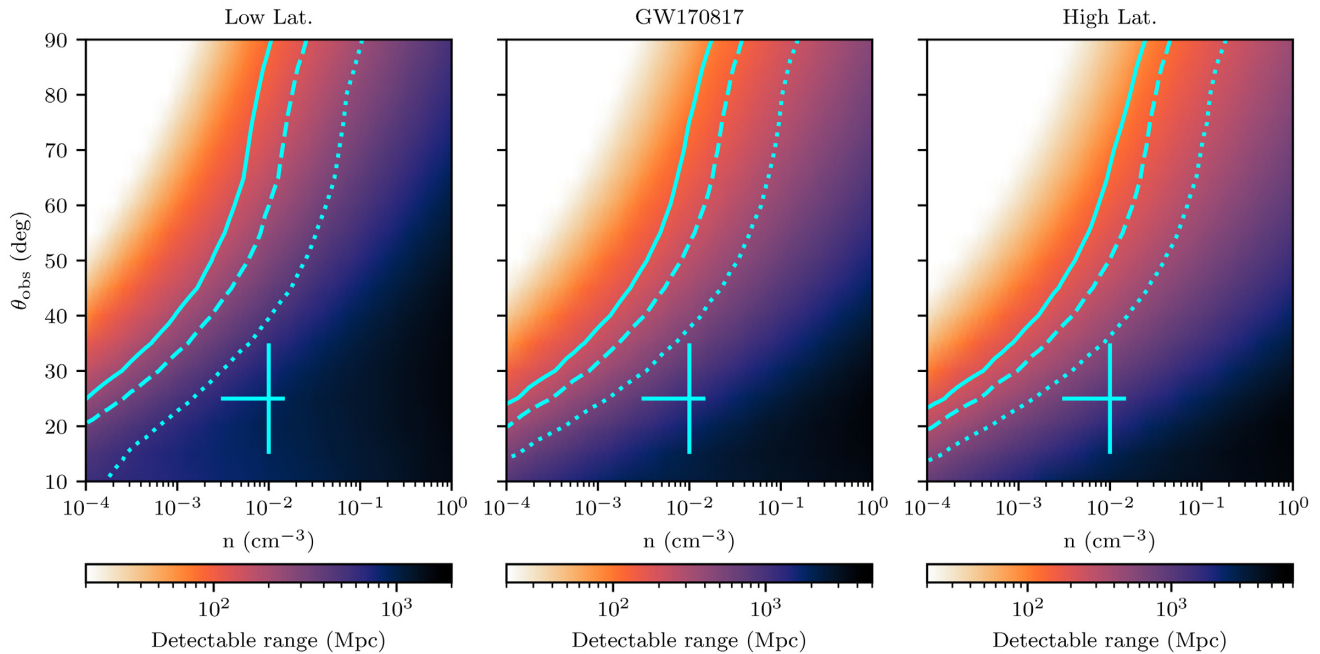 Low Lat.
GW170817
High Lat.
θobs (deg)
90
80
70
60
50
40
30
20
10
10⁻⁴ 10⁻³ 10⁻² 10⁻¹ 10⁰
10⁻⁴ 10⁻³ 10⁻² 10⁻¹ 10⁰
10⁻⁴ 10⁻³ 10⁻² 10⁻¹ 10⁰
n (cm⁻³)
n (cm⁻³)
n (cm⁻³)
10² 10³
10² 10³
10² 10³
Detectable range (Mpc)
Detectable range (Mpc)
Detectable range (Mpc)